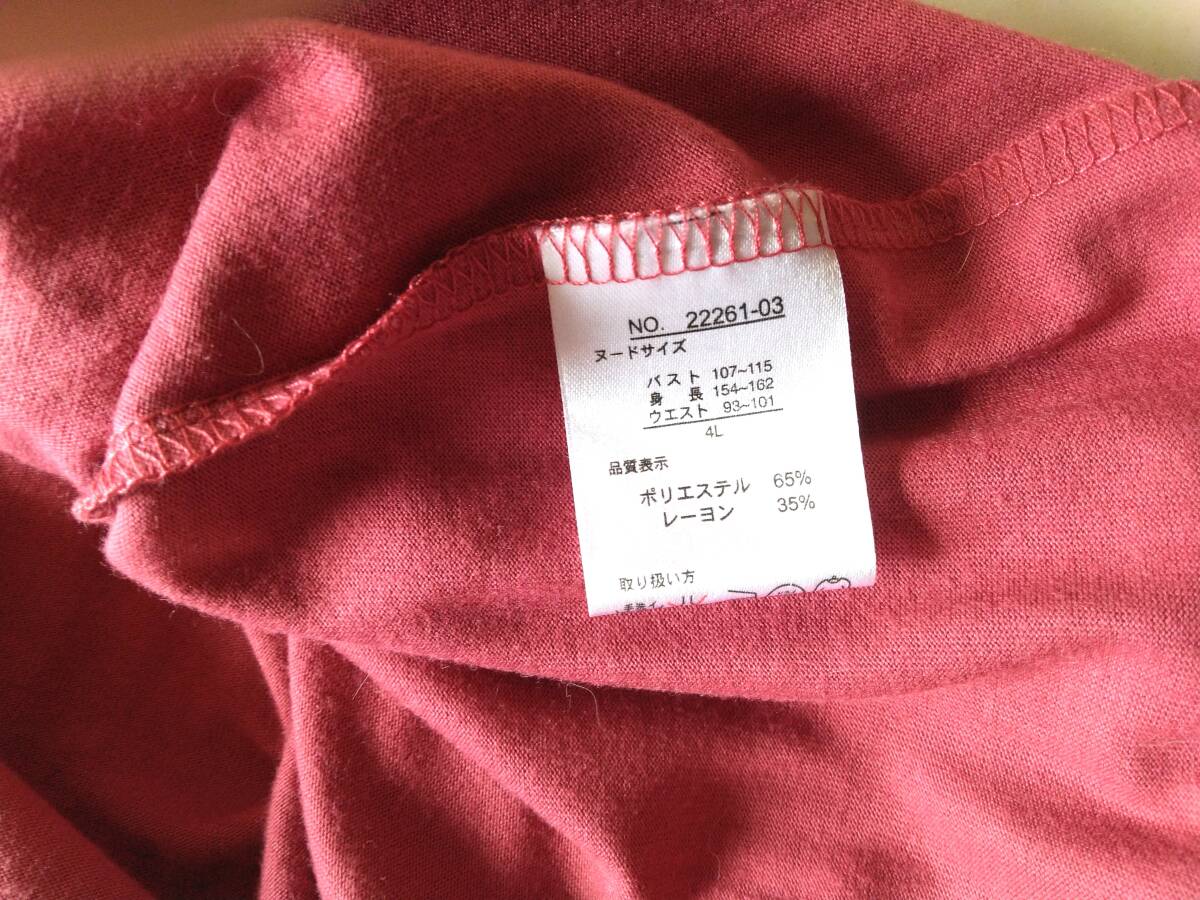 NO. 22261-03
ヌードサイズ
バスト 107~115
身長 154~162
ウエスト 93~101
4L
品質表示
ポリエステル 65%
レーヨン 35%
取り扱い方